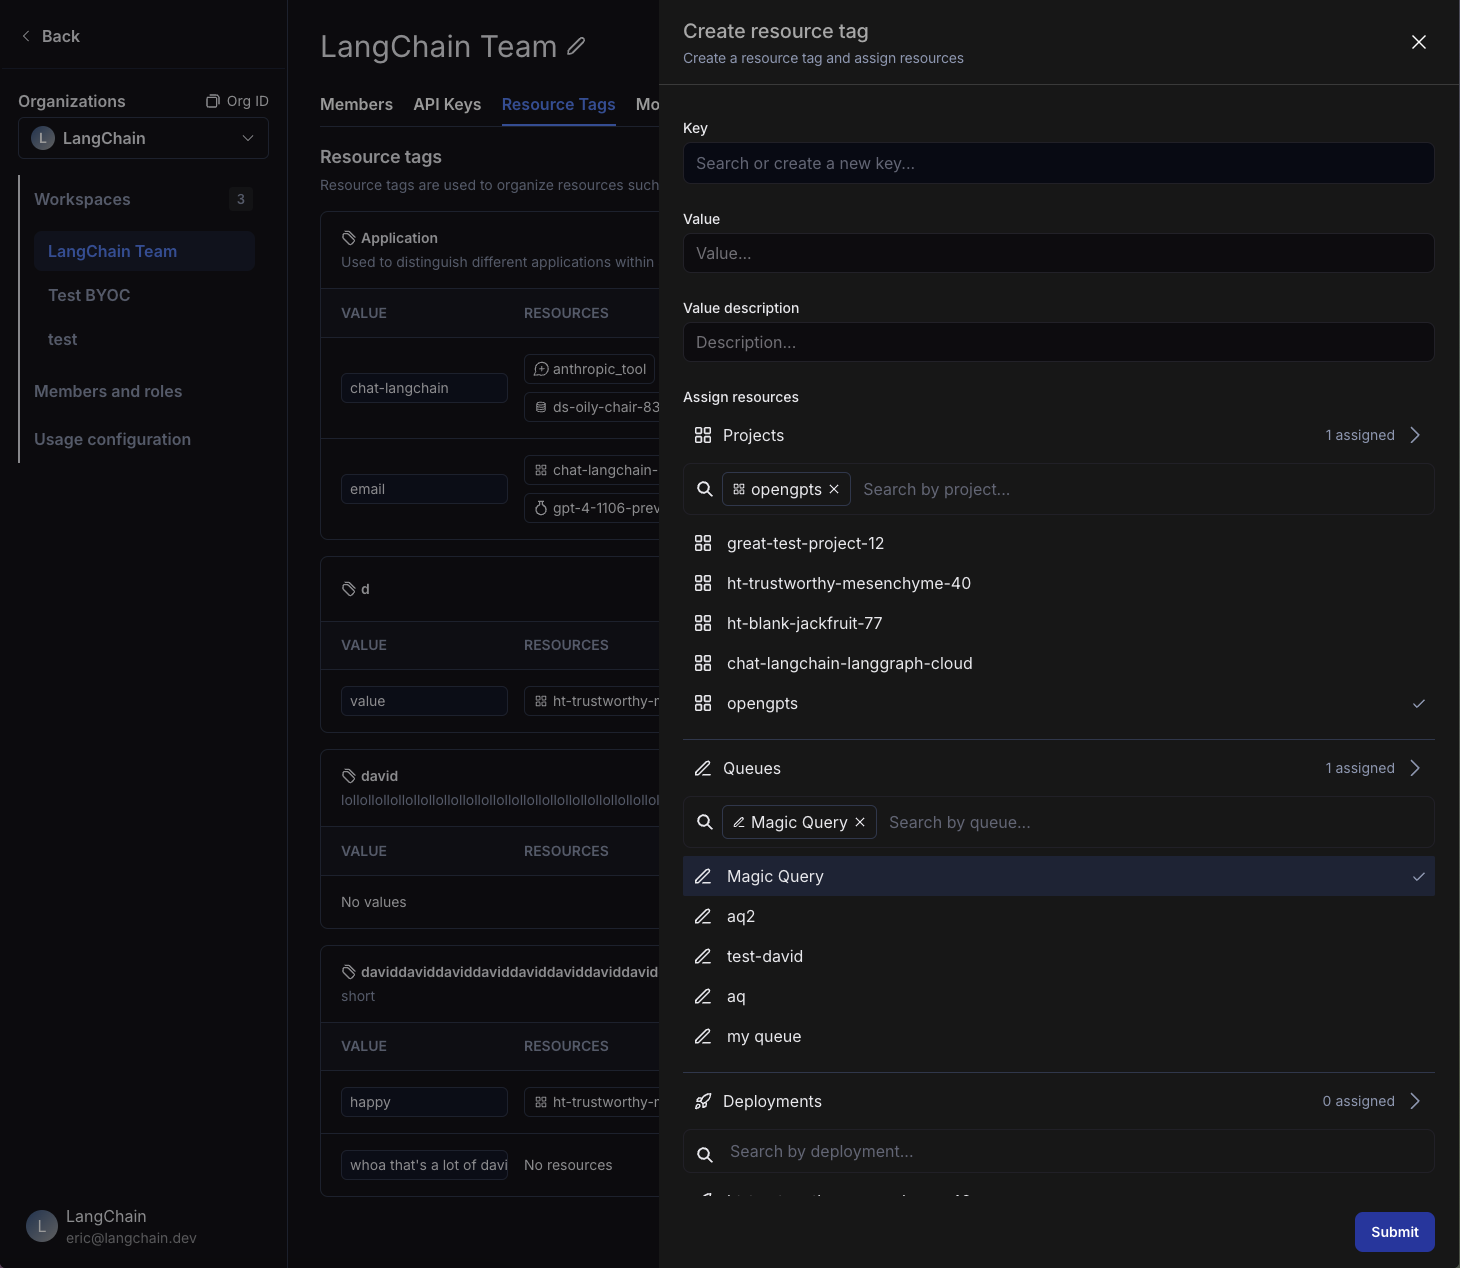 Back
Organizations
Org ID
L
LangChain
Workspaces
3
LangChain Team
Test BYOC
test
Members and roles
Usage configuration
L
LangChain
eric@langchain.dev
LangChain Team
Members
API Keys
Resource Tags
Mo
Resource tags
Resource tags are used to organize resources such
Application
Used to distinguish different applications within
VALUE
RESOURCES
chat-langchain
anthropic_tool
ds-oily-chair-83
email
chat-langchain-
gpt-4-1106-prev
d
VALUE
RESOURCES
value
ht-trustworthy-
david
VALUE
RESOURCES
No values
daviddaviddaviddaviddaviddaviddaviddavid
short
VALUE
RESOURCES
happy
ht-trustworthy-
whoa that's a lot of davi
No resources
Create resource tag
Create a resource tag and assign resources
Key
Search or create a new key...
Value
Value...
Value description
Description...
Assign resources
Projects
1 assigned
opengpts
Search by project...
great-test-project-12
ht-trustworthy-mesenchyme-40
ht-blank-jackfruit-77
chat-langchain-langgraph-cloud
opengpts
Queues
1 assigned
Magic Query
Search by queue...
Magic Query
aq2
test-david
aq
my queue
Deployments
0 assigned
Search by deployment...
Submit